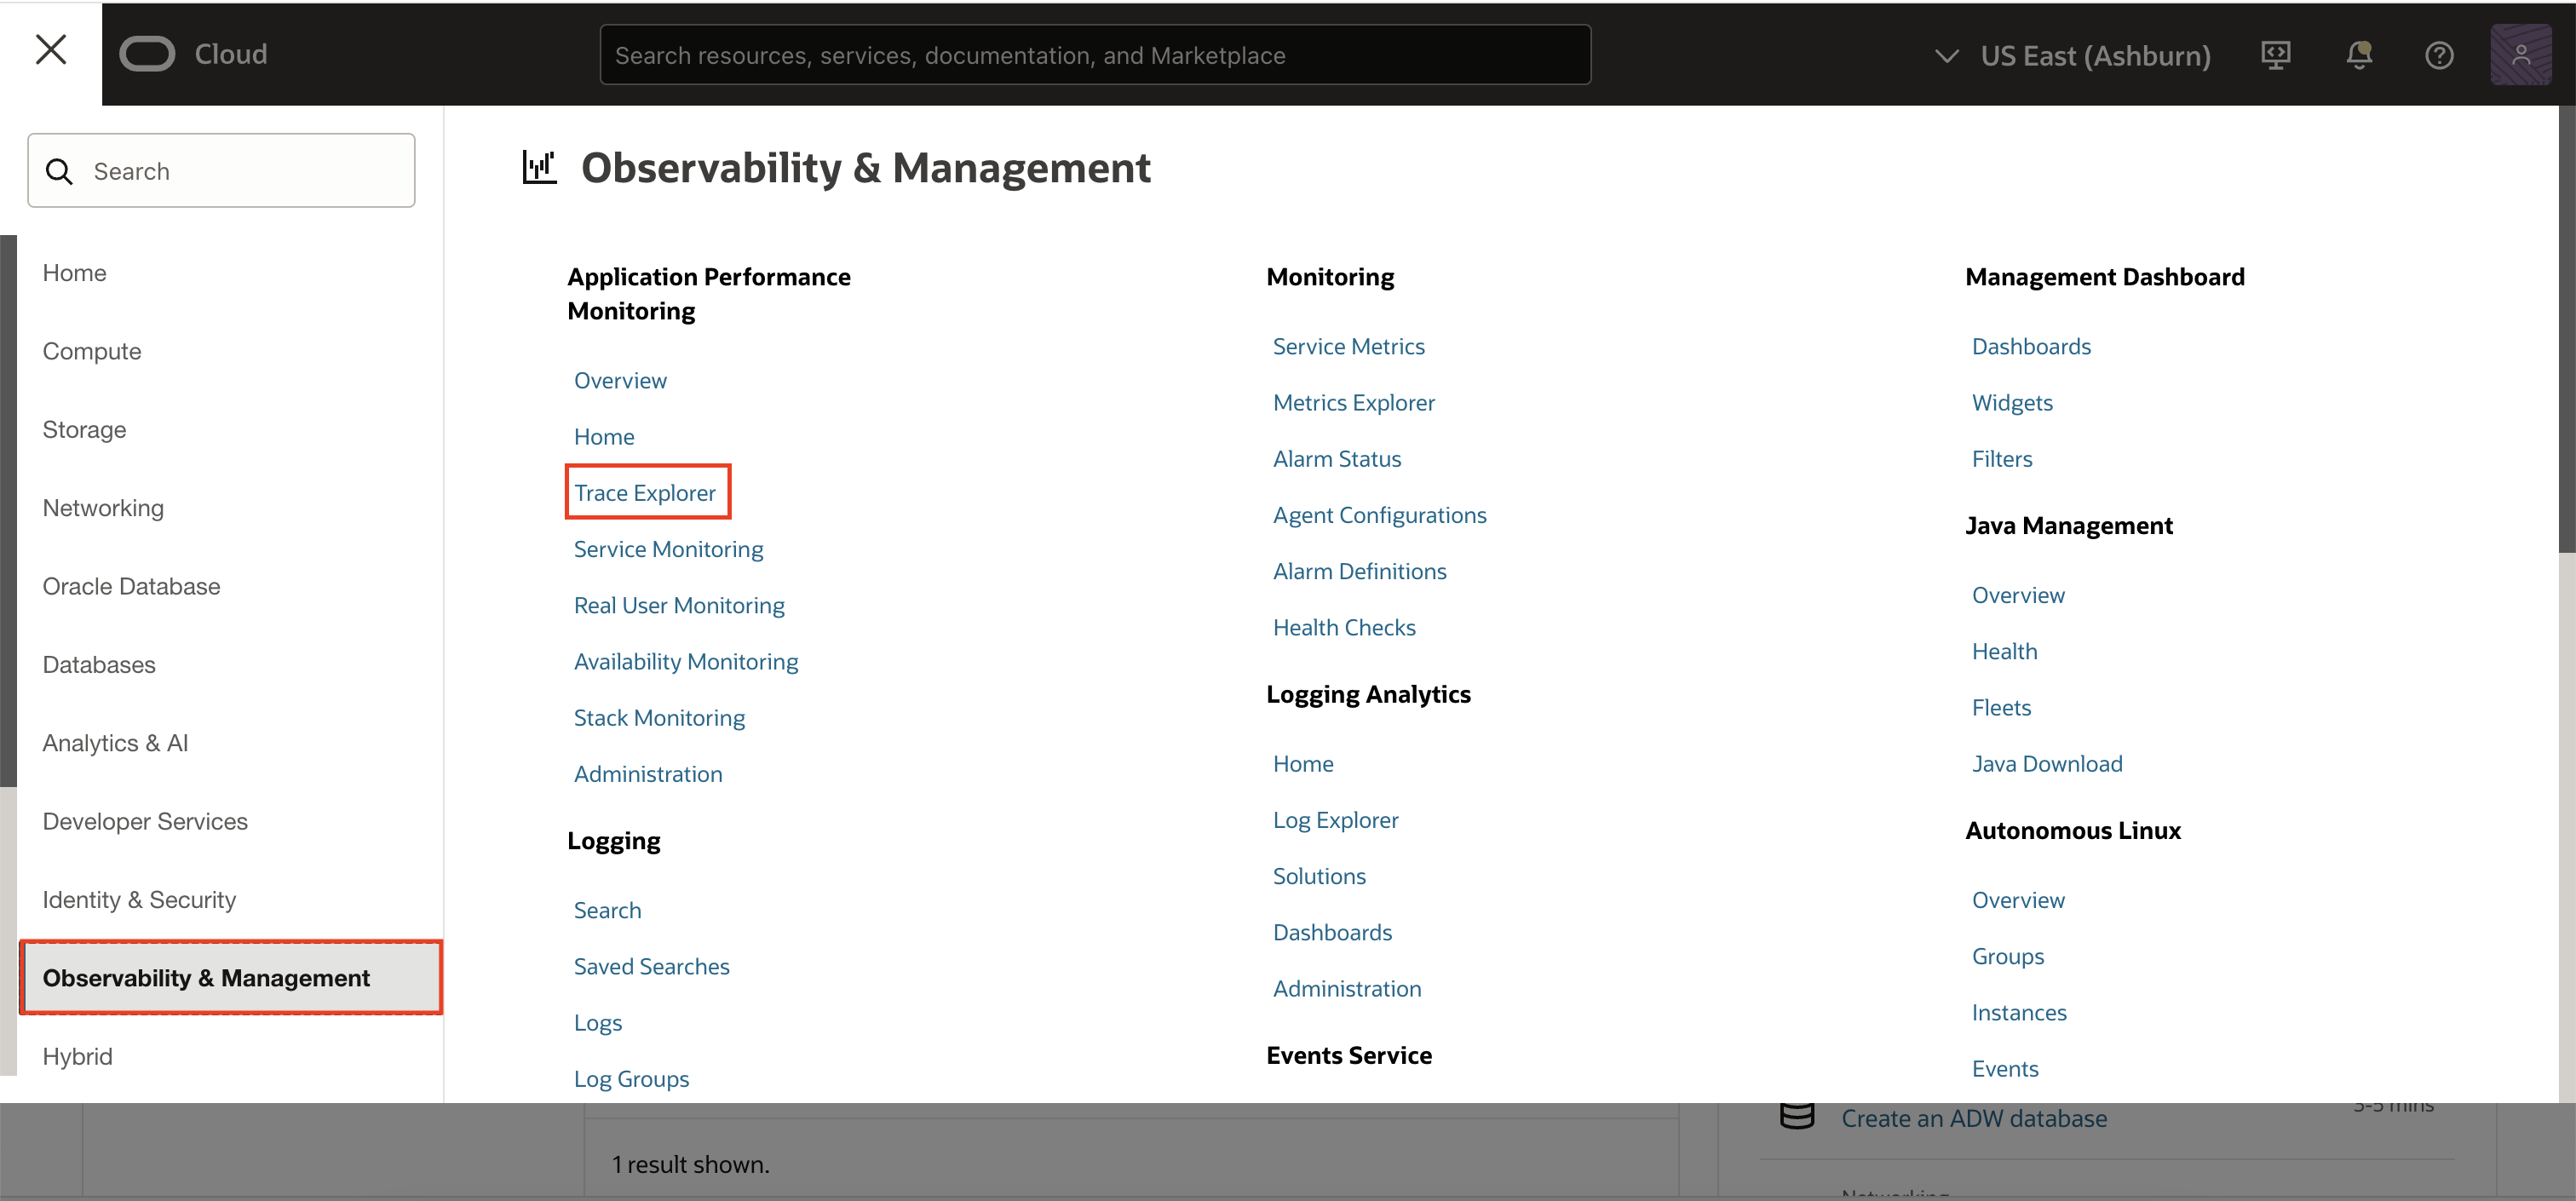 Cloud
Search resources, services, documentation, and Marketplace
US East (Ashburn)
Search
Home
Compute
Storage
Networking
Oracle Database
Databases
Analytics & AI
Developer Services
Identity & Security
Observability & Management
Hybrid
Observability & Management
Application Performance
Monitoring
Overview
Home
Trace Explorer
Service Monitoring
Real User Monitoring
Availability Monitoring
Stack Monitoring
Administration
Logging
Search
Saved Searches
Logs
Log Groups
Monitoring
Service Metrics
Metrics Explorer
Alarm Status
Agent Configurations
Alarm Definitions
Health Checks
Logging Analytics
Home
Log Explorer
Solutions
Dashboards
Administration
Events Service
Management Dashboard
Dashboards
Widgets
Filters
Java Management
Overview
Health
Fleets
Java Download
Autonomous Linux
Overview
Groups
Instances
Events
1 result shown.
Create an ADW database
3-5 mins
Networking